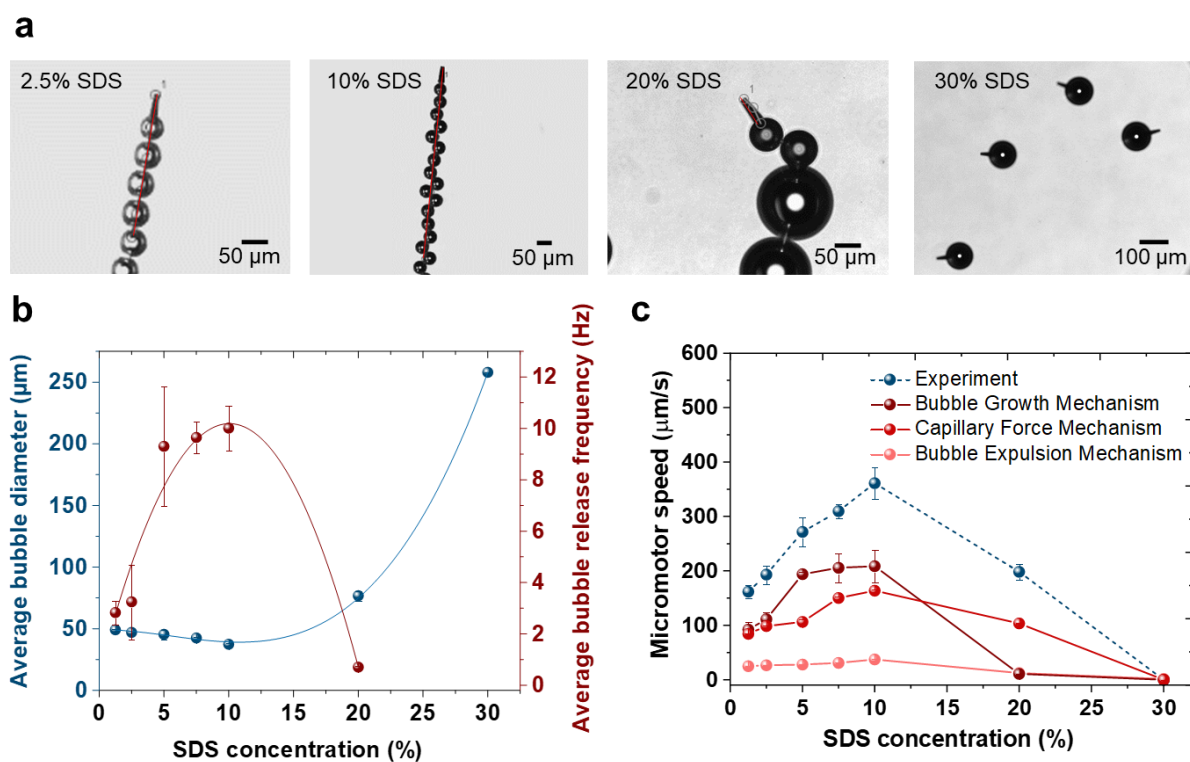 a
2.5% SDS
1
50 µm
10% SDS
1
50 µm
20% SDS
1
50 µm
30% SDS
100 µm
b
Average bubble diameter (µm)
250
200
150
100
50
0
0 5 10 15 20 25 30
SDS concentration (%)
12
10
8
6
4
2
0
Average bubble release frequency (Hz)
c
Micromotor speed (µm/s)
600
500
400
300
200
100
0
Experiment
Bubble Growth Mechanism
Capillary Force Mechanism
Bubble Expulsion Mechanism
0 5 10 15 20 25 30
SDS concentration (%)